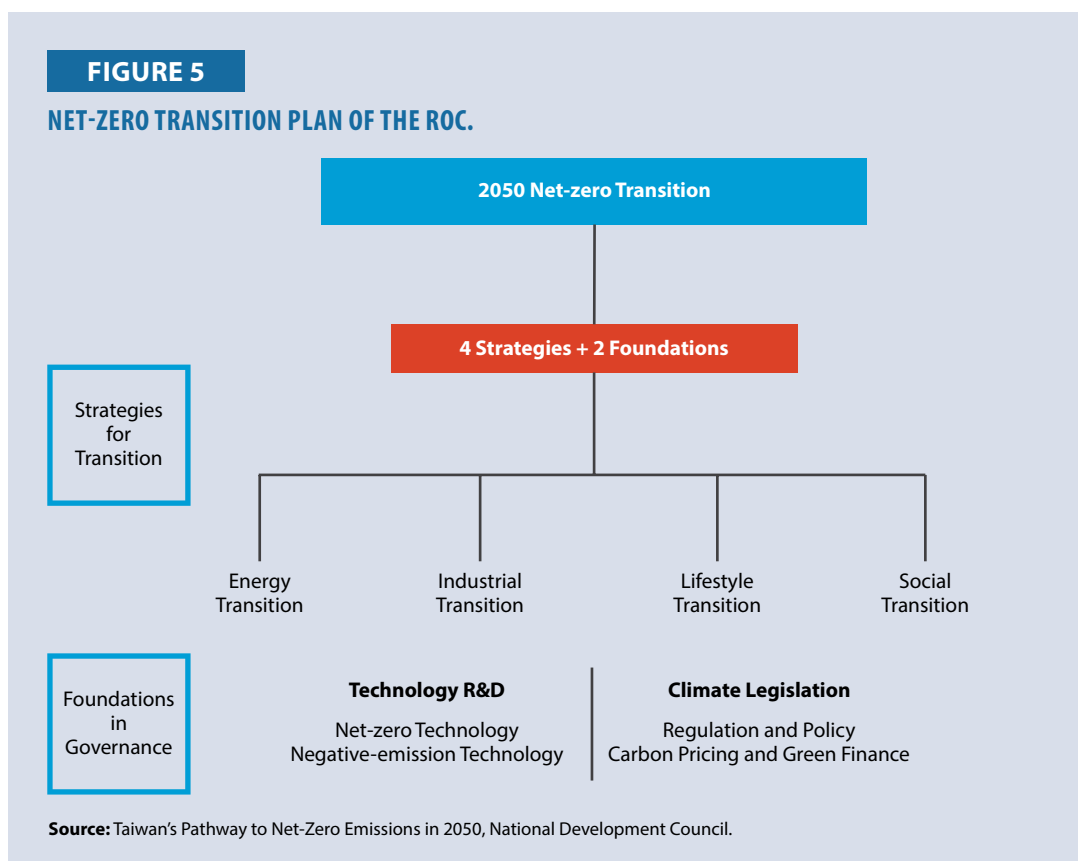 FIGURE 5
NET-ZERO TRANSITION PLAN OF THE ROC.
2050 Net-zero Transition
4 Strategies + 2 Foundations
Strategies
for
Transition
Energy
Transition
Industrial
Transition
Lifestyle
Transition
Social
Transition
Foundations
in
Governance
Technology R&D
Net-zero Technology
Negative-emission Technology
Climate Legislation
Regulation and Policy
Carbon Pricing and Green Finance
Source: Taiwan's Pathway to Net-Zero Emissions in 2050, National Development Council.